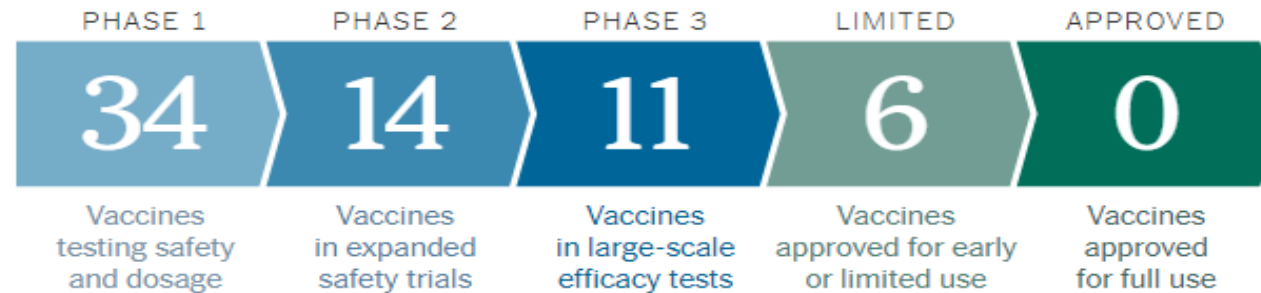 PHASE 1
PHASE 2
PHASE 3
LIMITED
APPROVED
34
14
11
6
0
Vaccines
testing safety
and dosage
Vaccines
in expanded
safety trials
Vaccines
in large-scale
efficacy tests
Vaccines
approved for early
or limited use
Vaccines
approved
for full use